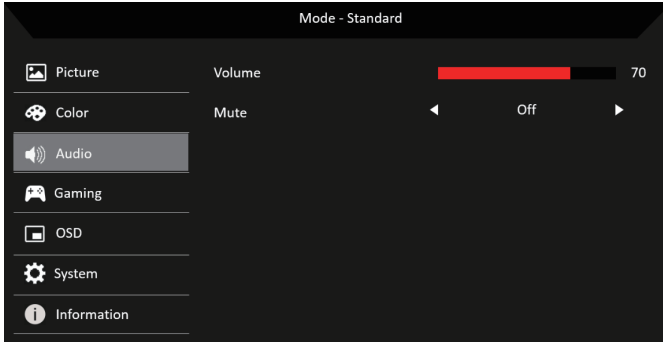 Mode - Standard
Picture
Volume 70
Color
Mute Off
Audio
Gaming
OSD
System
Information